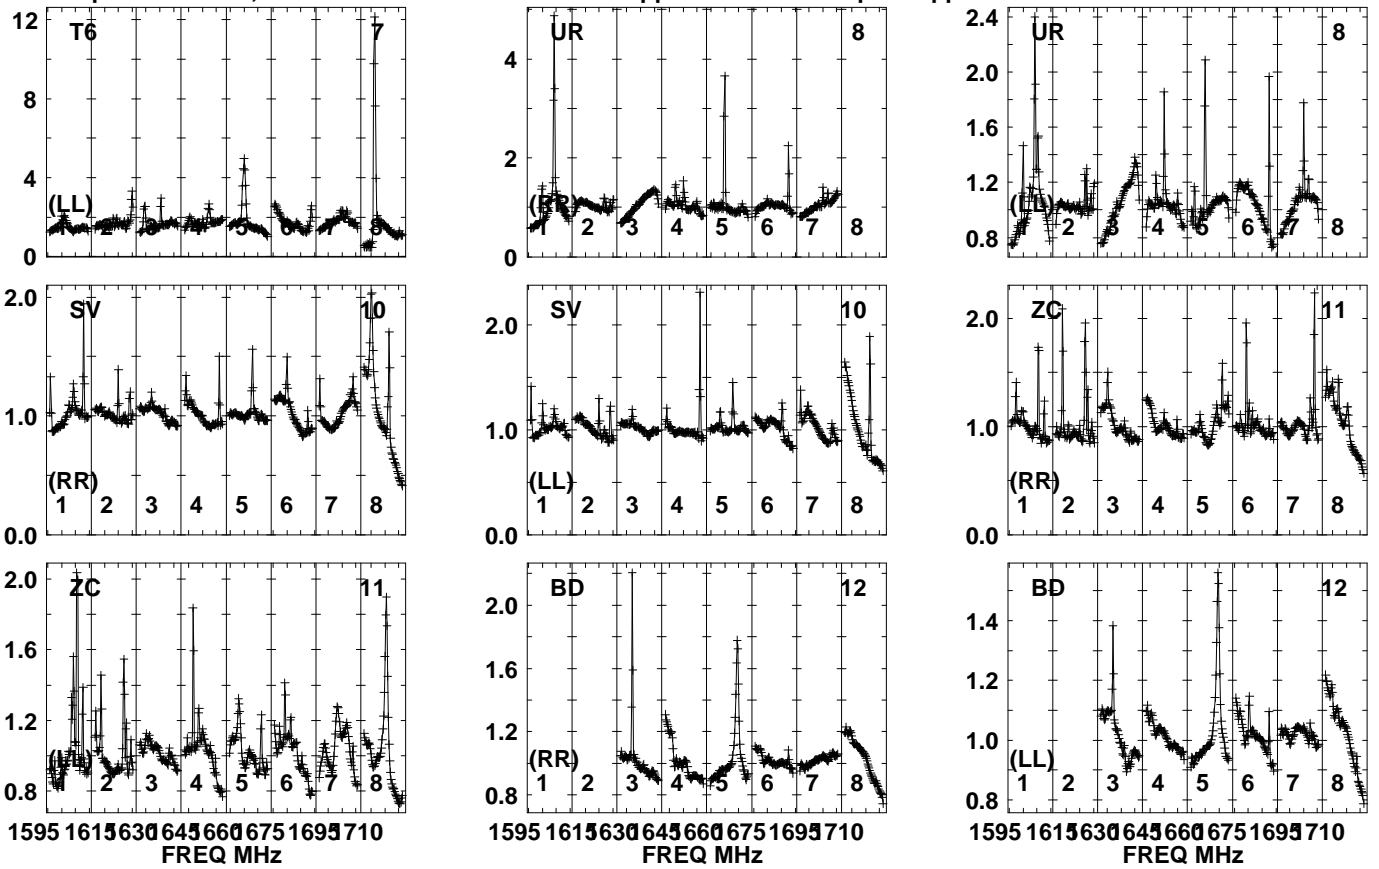 T6 7 UR 8 UR 8
12 8 4 0 (LL) 1 2 3 4 5 6 7 8
4 2 0 (RR) 1 2 3 4 5 6 7 8
2.4 2.0 1.6 1.2 0.8 (LL) 1 2 3 4 5 6 7 8
SV 10 SV 10 ZC 11
2.0 1.0 0.0 (RR) 1 2 3 4 5 6 7 8
2.0 1.0 0.0 (LL) 1 2 3 4 5 6 7 8
2.0 1.0 0.0 (RR) 1 2 3 4 5 6 7 8
ZC 11 BD 12 BD 12
2.0 1.6 1.2 0.8 (LL) 1 2 3 4 5 6 7 8
2.0 1.6 1.2 0.8 (RR) 1 2 3 4 5 6 7 8
1.4 1.2 1.0 0.8 (LL) 1 2 3 4 5 6 7 8
1595 1615 1630 1645 1660 1675 1695 1710
1595 1615 1630 1645 1660 1675 1695 1710
1595 1615 1630 1645 1660 1675 1695 1710
FREQ MHz FREQ MHz